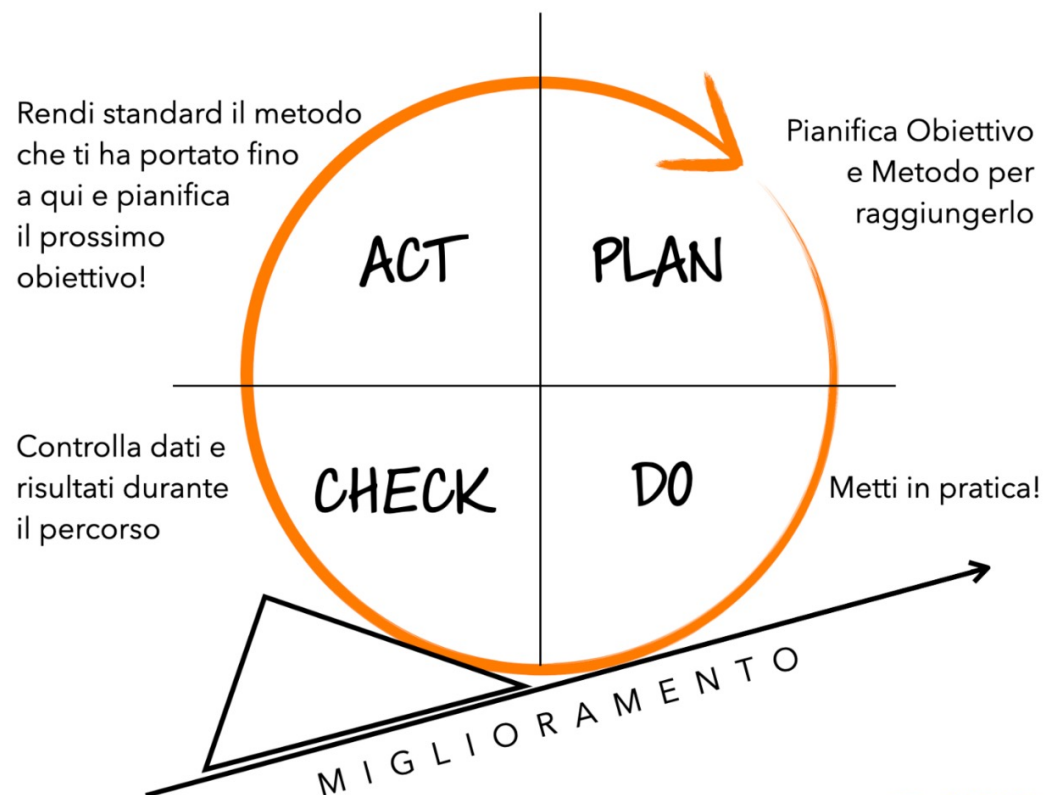 Rendi standard il metodo
che ti ha portato fino
a qui e pianifica
il prossimo
obiettivo!
Pianifica Obiettivo
e Metodo per
raggiungerlo
ACT
PLAN
Controlla dati e
risultati durante
il percorso
CHECK
DO
Metti in pratica!
MIGLIORAMENTO